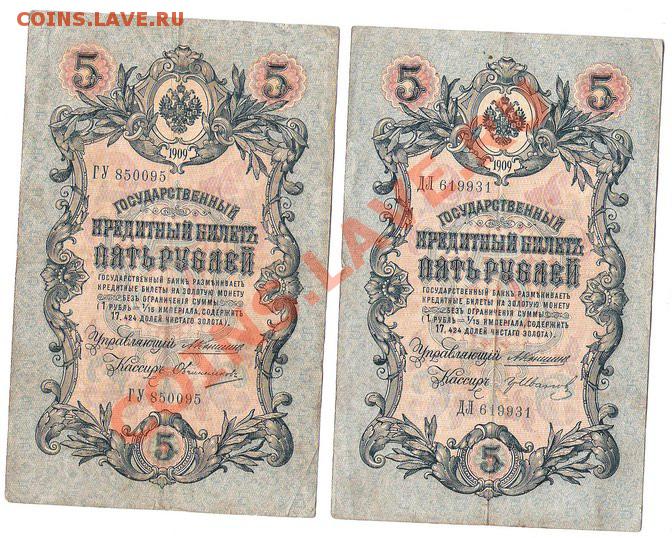 COINS.LAVE.RU
5 5
1909
ГУ 850095
ГОСУДАРСТВЕННЫЙ
КРЕДИТНЫЙ БИЛЕТЪ
ПЯТЬ РУБЛЕЙ
ГОСУДАРСТВЕННЫЙ БАНКЪ РАЗМѢНИВАЕТЪ
КРЕДИТНЫЕ БИЛЕТЫ НА ЗОЛОТУЮ МОНЕТУ
БЕЗЪ ОГРАНИЧЕНІЯ СУММЫ
(1 РУБЛЬ = 1/15 ИМПЕРІАЛА, СОДЕРЖИТЪ
17,424 ДОЛЕЙ ЧИСТАГО ЗОЛОТА).
Управляющій
Кассиръ Овчинников
ГУ 850095
5
5 5
1909
ДЛ 619931
ГОСУДАРСТВЕННЫЙ
КРЕДИТНЫЙ БИЛЕТЪ
ПЯТЬ РУБЛЕЙ
ГОСУДАРСТВЕННЫЙ БАНКЪ РАЗМѢНИВАЕТЪ
КРЕДИТНЫЕ БИЛЕТЫ НА ЗОЛОТУЮ МОНЕТУ
БЕЗЪ ОГРАНИЧЕНІЯ СУММЫ
(1 РУБЛЬ = 1/15 ИМПЕРІАЛА, СОДЕРЖИТЪ
17,424 ДОЛЕЙ ЧИСТАГО ЗОЛОТА).
Управляющій
Кассиръ Г. Иванов
ДЛ 619931
5
COINS.LAVE.RU